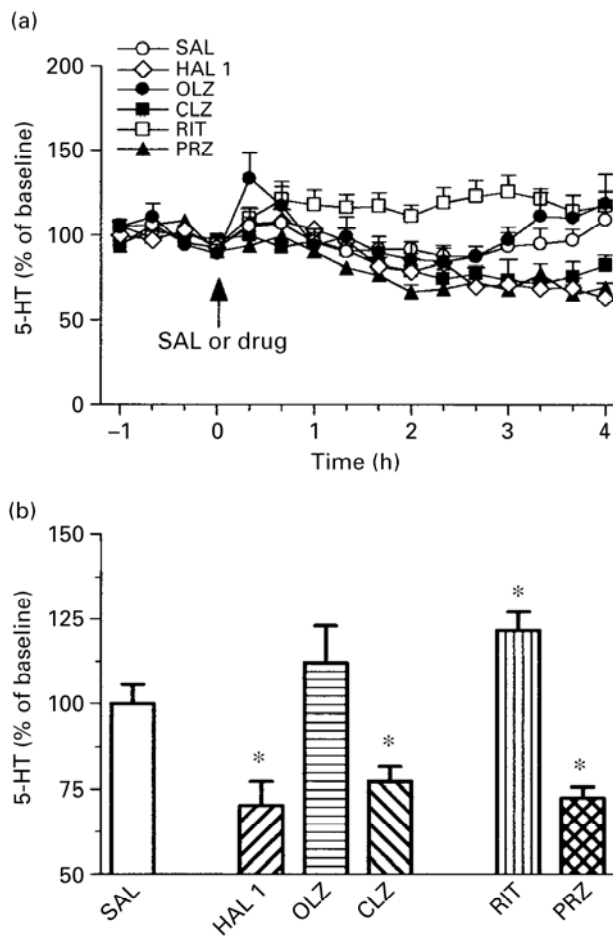 (a)
200
150
100
50
0
5-HT (% of baseline)
SAL
HAL 1
OLZ
CLZ
RIT
PRZ
SAL or drug
–1 0 1 2 3 4
Time (h)
(b)
150
125
100
75
50
5-HT (% of baseline)
* * * *
SAL HAL 1 OLZ CLZ RIT PRZ